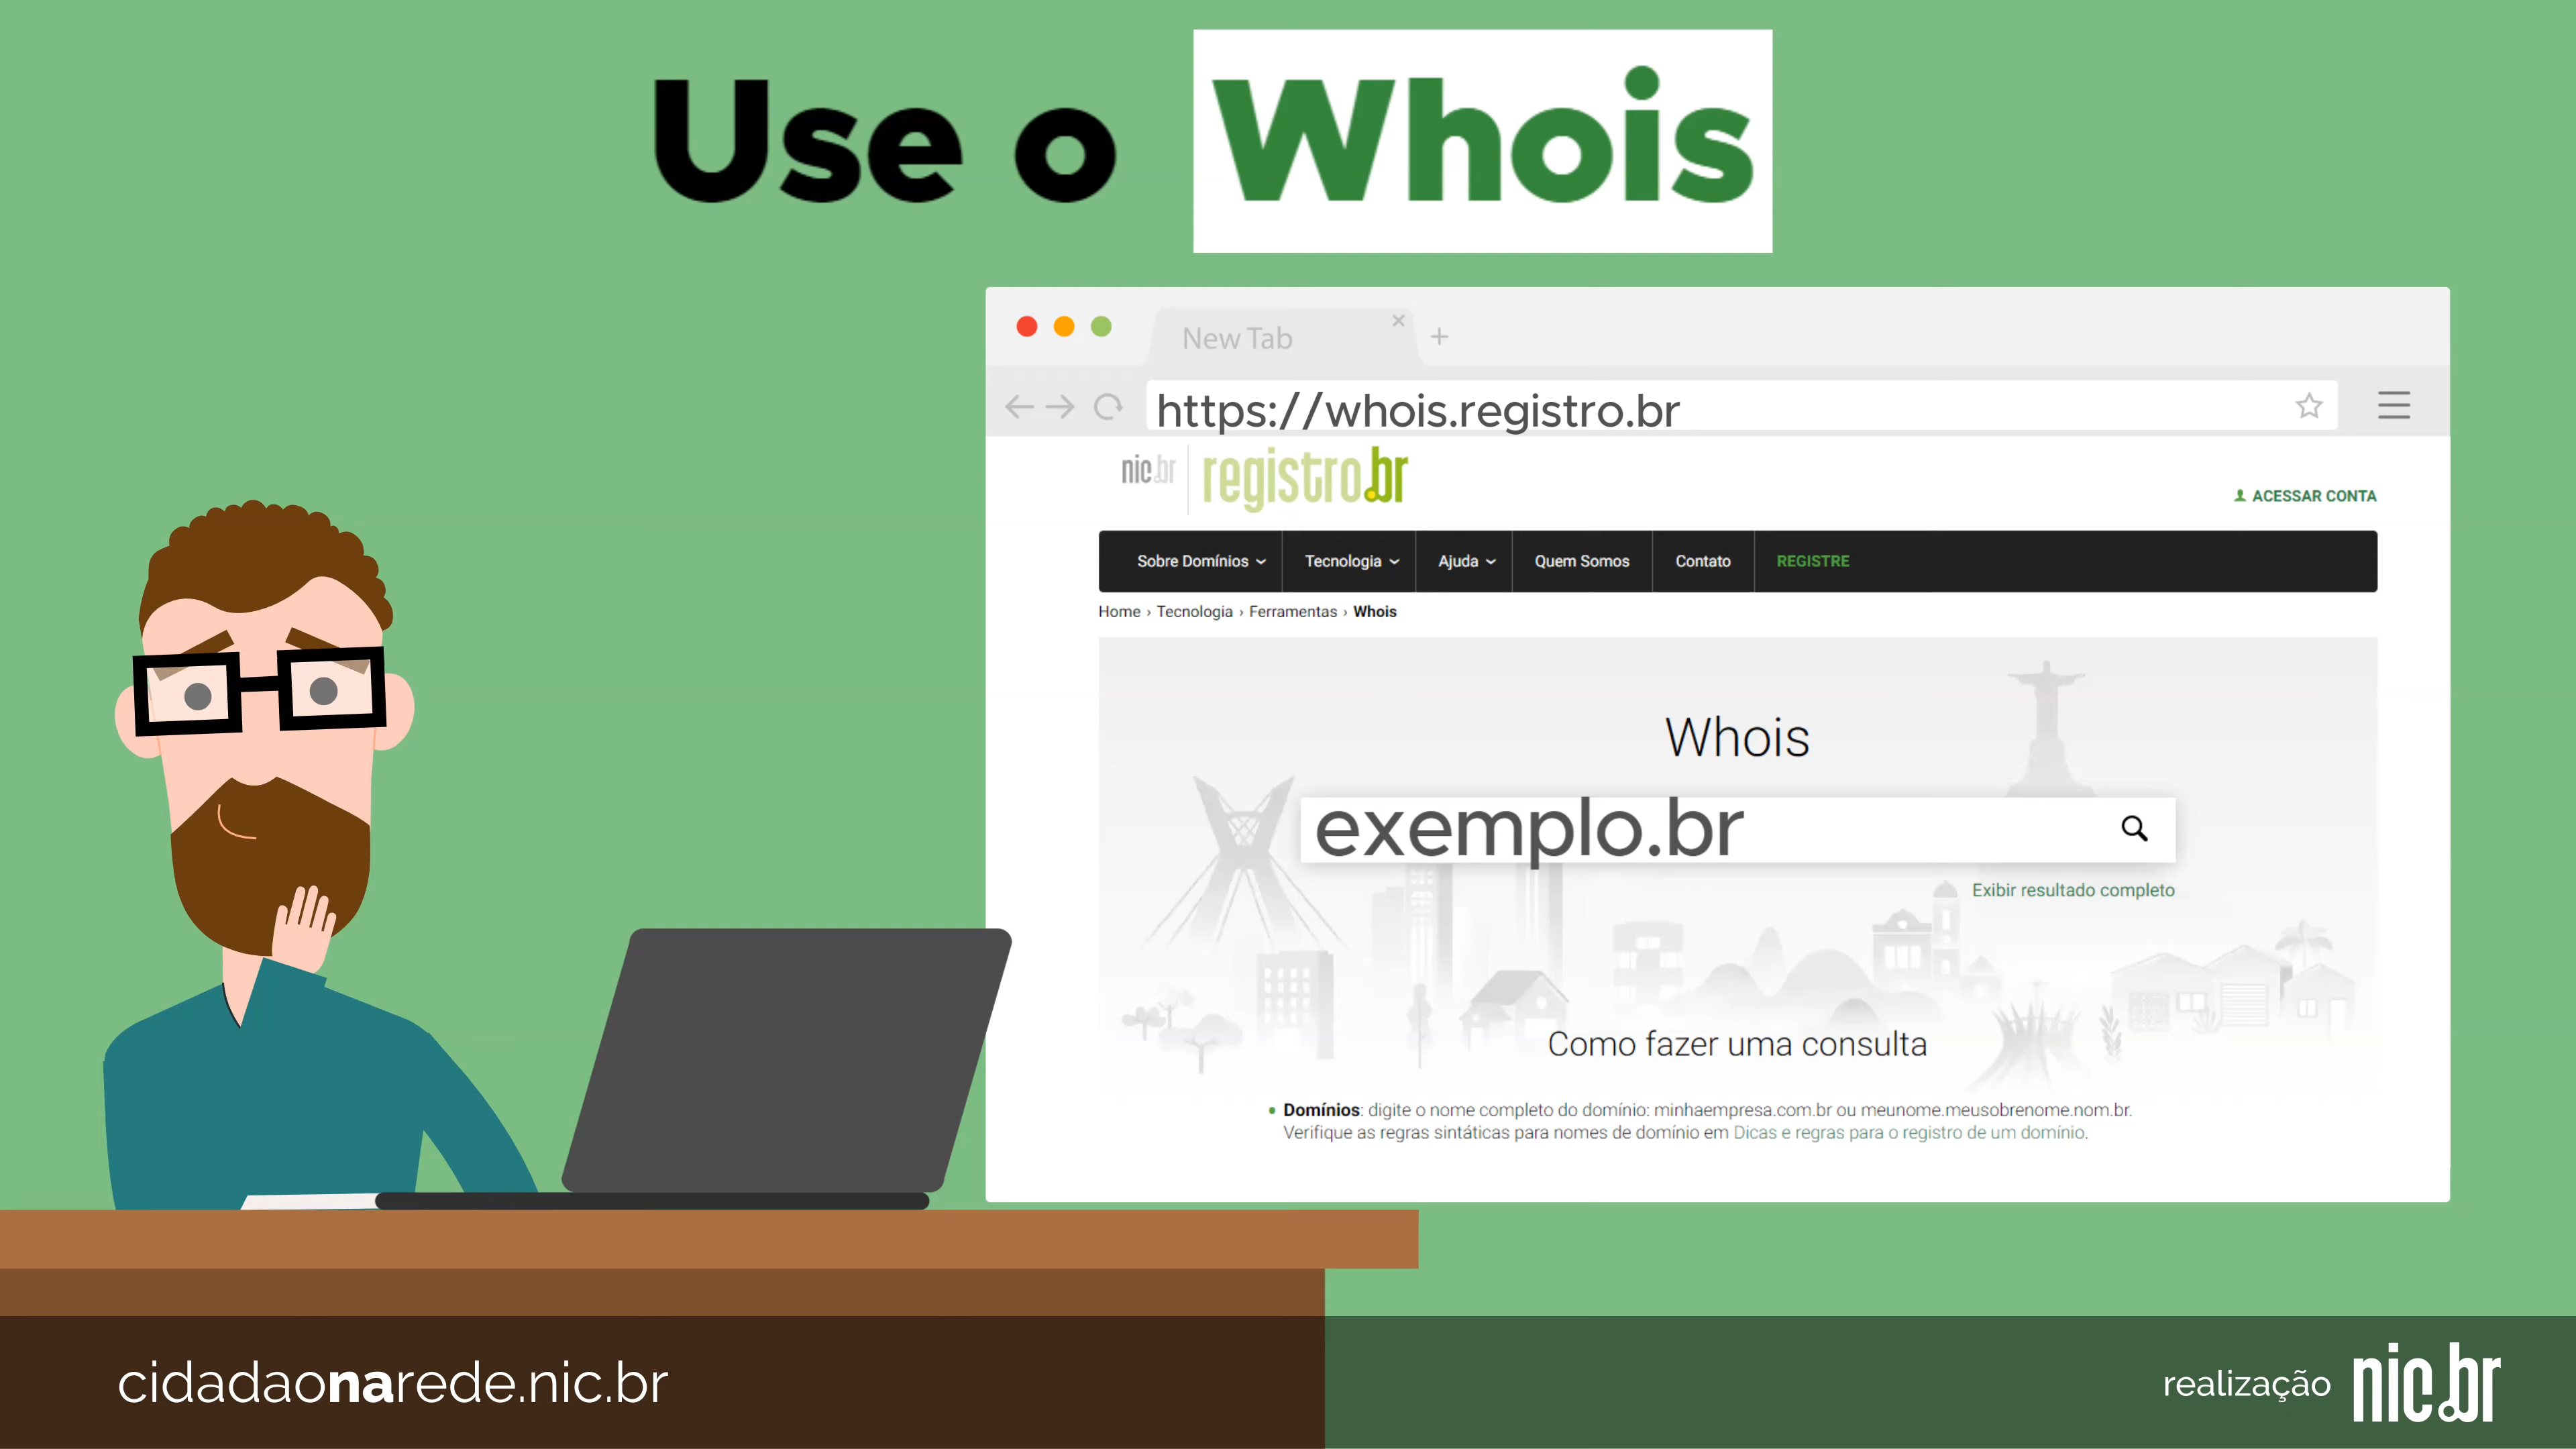 Use o Whois
New Tab
https://whois.registro.br
nic.br registro.br
ACESSAR CONTA
Sobre Domínios Tecnologia Ajuda Quem Somos Contato REGISTRE
Home › Tecnologia › Ferramentas › Whois
Whois
exemplo.br
Exibir resultado completo
Como fazer uma consulta
• Domínios: digite o nome completo do domínio: minhaempresa.com.br ou meunome.meusobrenome.nom.br.
Verifique as regras sintáticas para nomes de domínio em Dicas e regras para o registro de um domínio.
cidadaonarede.nic.br
realização nic.br